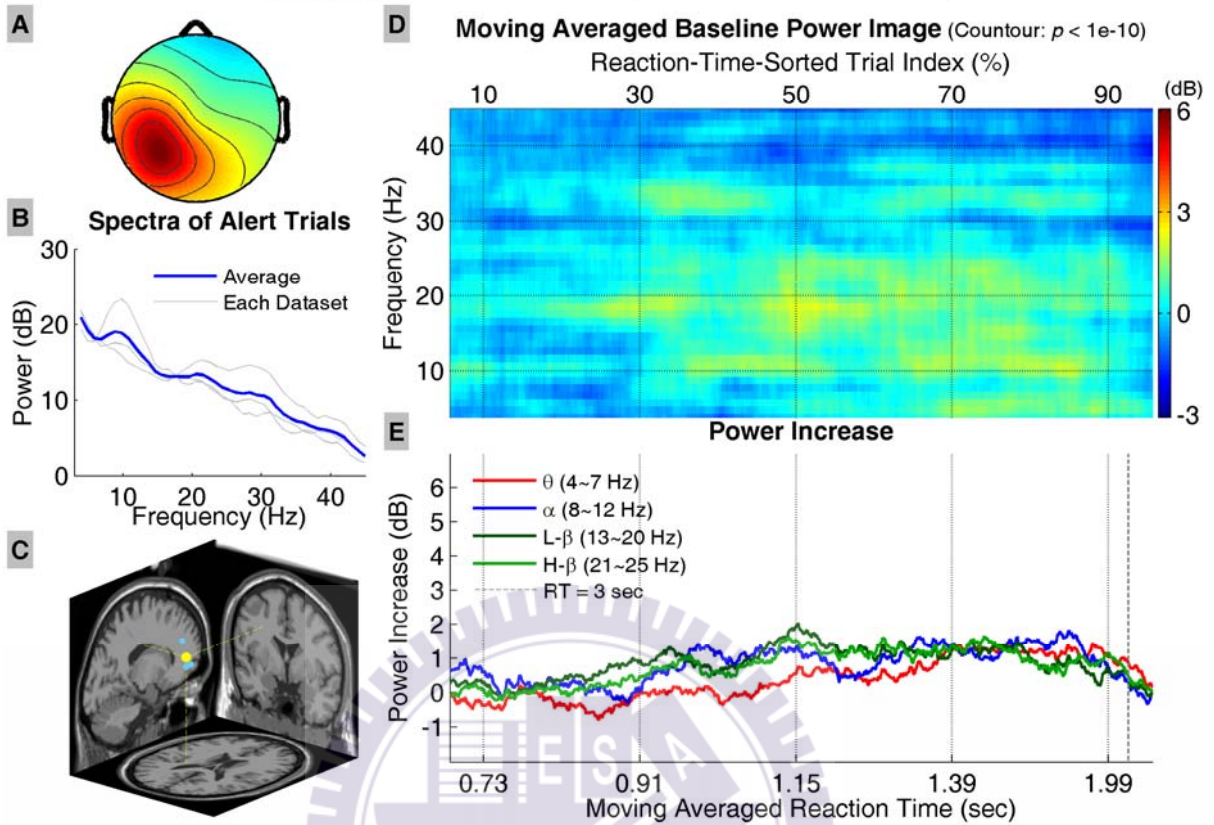 A
B
Spectra of Alert Trials
30
20
10
0
Power (dB)
Average
Each Dataset
10 20 30 40
Frequency (Hz)
C
D
Moving Averaged Baseline Power Image (Countour: p < 1e-10)
Reaction-Time-Sorted Trial Index (%)
10 30 50 70 90
(dB)
6
3
0
-3
40
30
20
10
Frequency (Hz)
E
Power Increase
6
5
4
3
2
1
0
-1
Power Increase (dB)
θ (4~7 Hz)
α (8~12 Hz)
L-β (13~20 Hz)
H-β (21~25 Hz)
RT = 3 sec
ESA
0.73 0.91 1.15 1.39 1.99
Moving Averaged Reaction Time (sec)